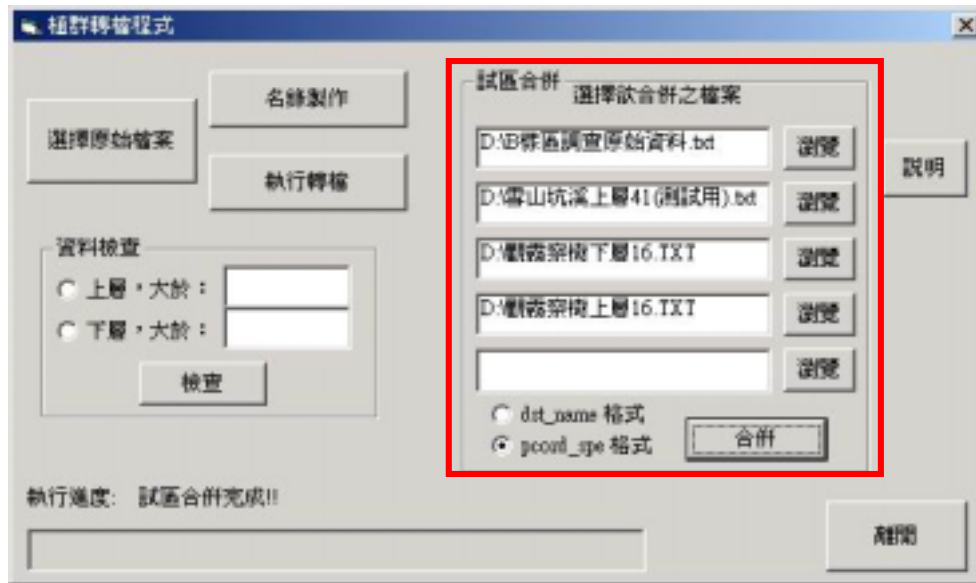 植群轉檔程式
選擇原始檔案
名錄製作
執行轉檔
資料檢查
上層，大於：
下層，大於：
檢查
試區合併
選擇欲合併之檔案
D:\B樣區調查原始資料.txt
瀏覽
D:\雪山坑溪上層41(測試用).txt
瀏覽
D:\觀霧櫟櫧下層16.TXT
瀏覽
D:\觀霧櫟櫧上層16.TXT
瀏覽
瀏覽
dst_name 格式
pcord_spe 格式
合併
說明
執行進度: 試區合併完成!!
離開